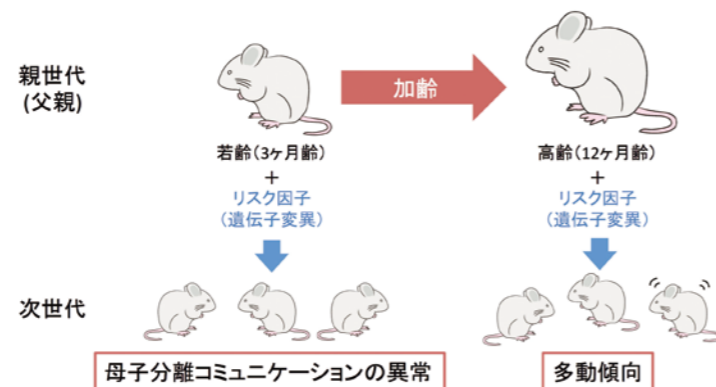 親世代
(父親)
加齢
若齢(3ヶ月齢)
+
リスク因子
(遺伝子変異)
高齢(12ヶ月齢)
+
リスク因子
(遺伝子変異)
次世代
母子分離コミュニケーションの異常
多動傾向